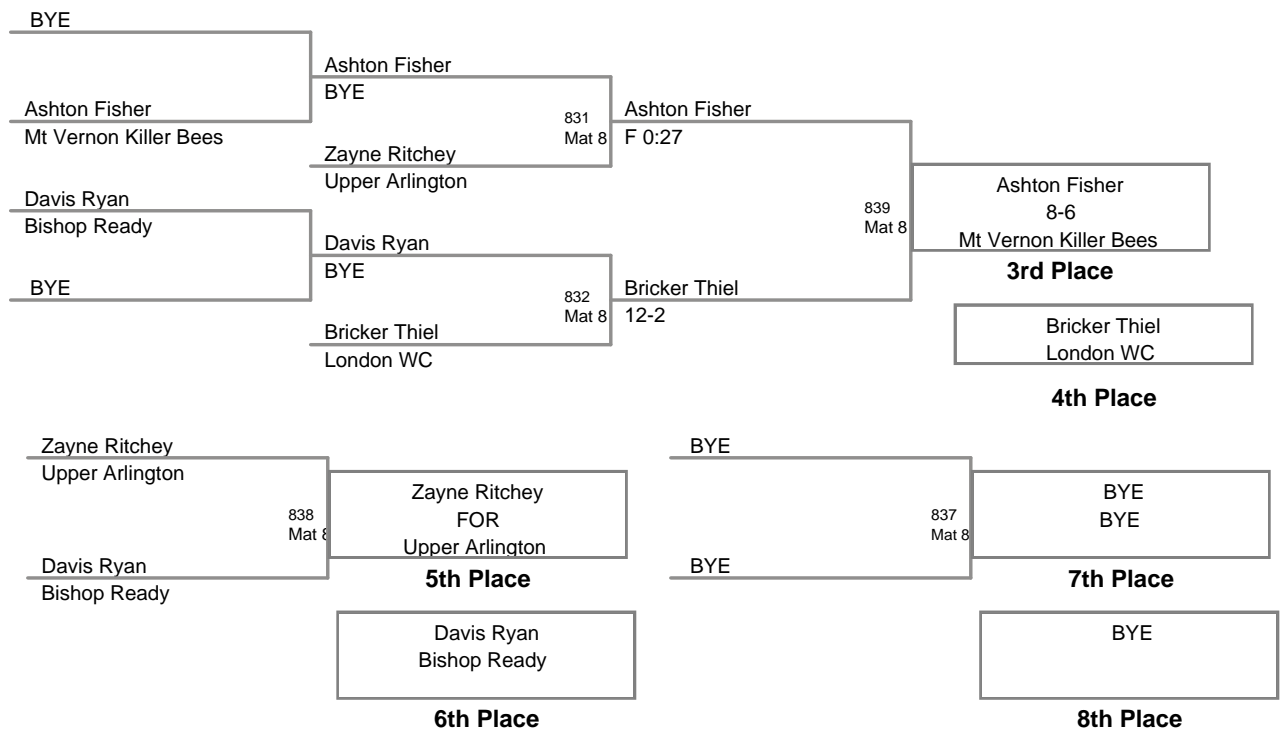 BYE
Ashton Fisher
BYE
Ashton Fisher
Mt Vernon Killer Bees
831
Mat 8
Ashton Fisher
F 0:27
Zayne Ritchey
Upper Arlington
Davis Ryan
Bishop Ready
839
Mat 8
Ashton Fisher
8-6
Mt Vernon Killer Bees
3rd Place
Davis Ryan
BYE
BYE
832
Mat 8
Bricker Thiel
12-2
Bricker Thiel
London WC
Bricker Thiel
London WC
4th Place
Zayne Ritchey
Upper Arlington
838
Mat 8
Zayne Ritchey
FOR
Upper Arlington
5th Place
Davis Ryan
Bishop Ready
Davis Ryan
Bishop Ready
6th Place
BYE
837
Mat 8
BYE
BYE
7th Place
BYE
BYE
8th Place